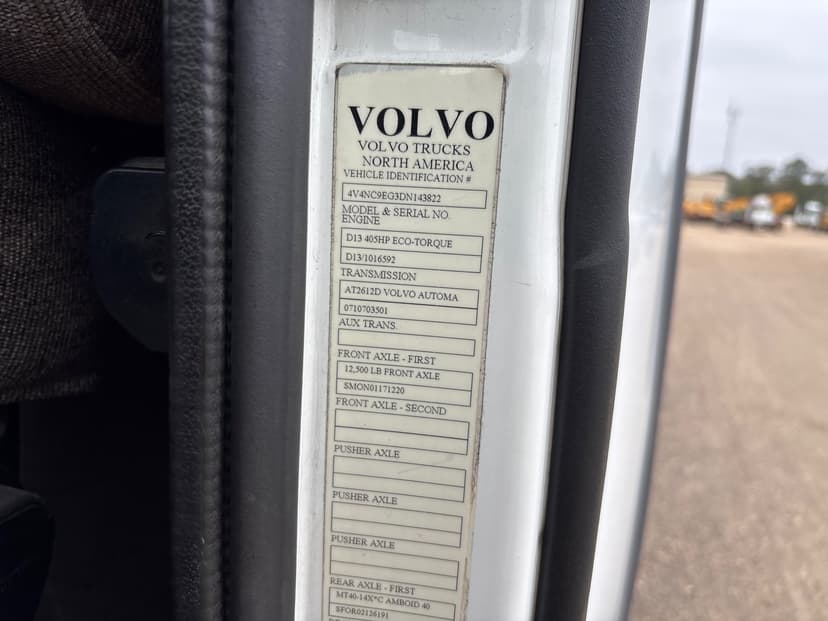 VOLVO
VOLVO TRUCKS
NORTH AMERICA
VEHICLE IDENTIFICATION #
4V4NC9EG3DN143822
MODEL & SERIAL NO.
ENGINE
D13 405HP ECO-TORQUE
D13/1016592
TRANSMISSION
AT2612D VOLVO AUTOMA
0710703501
AUX TRANS.
FRONT AXLE - FIRST
12,500 LB FRONT AXLE
SMON01171220
FRONT AXLE - SECOND
PUSHER AXLE
PUSHER AXLE
PUSHER AXLE
REAR AXLE - FIRST
MT40-14X*C AMBOID 40
SFOR02126191